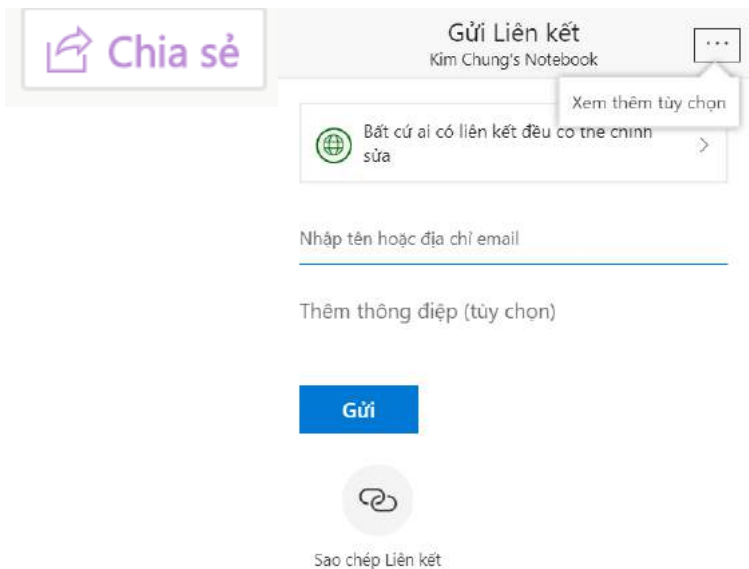 Chia sẻ
Gửi Liên kết
Kim Chung's Notebook
...
Xem thêm tùy chọn
Bất cứ ai có liên kết đều có thể chỉnh
sửa
Nhập tên hoặc địa chỉ email
Thêm thông điệp (tùy chọn)
Gửi
Sao chép Liên kết